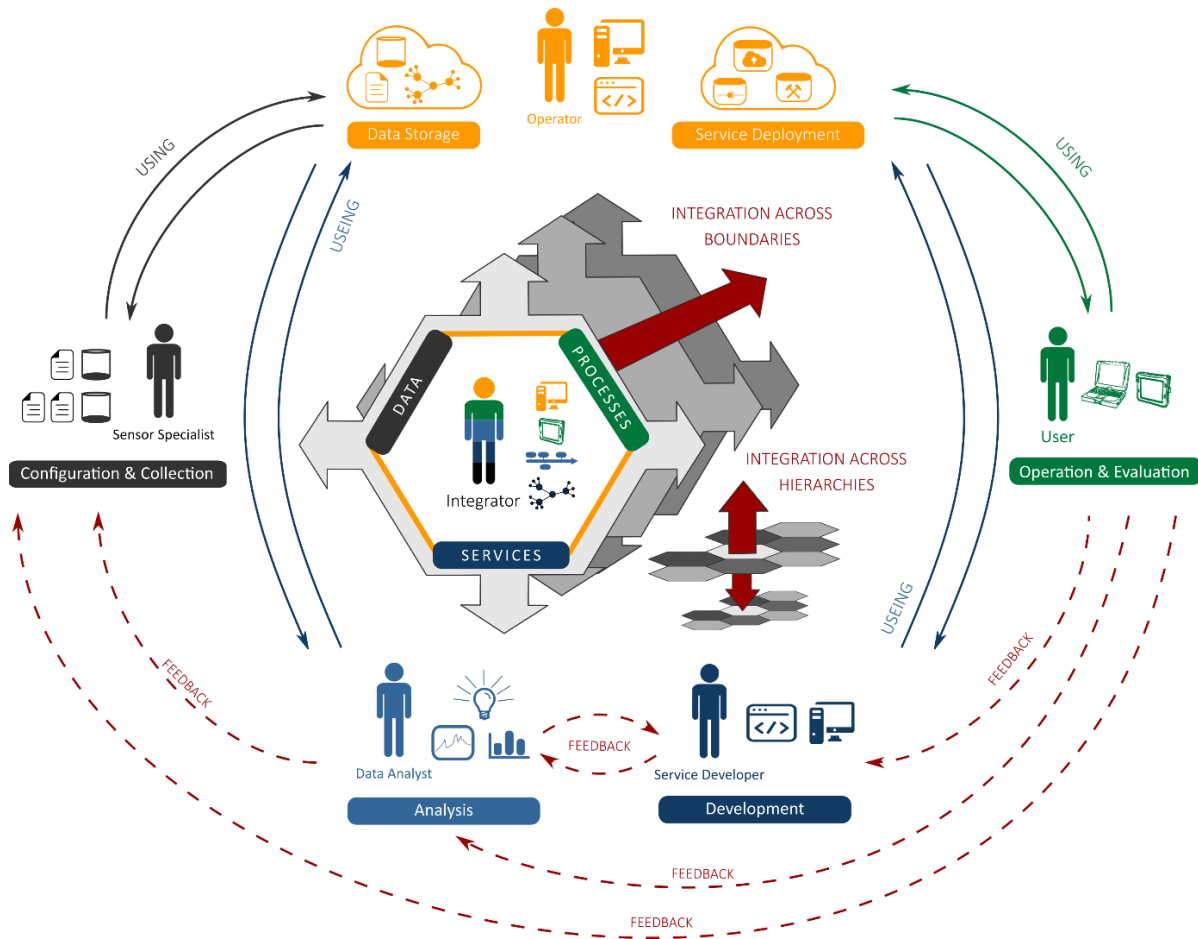 Operator
Data Storage
Service Deployment
USING
USEING
USING
INTEGRATION ACROSS
BOUNDARIES
DATA
PROCESSES
Integrator
SERVICES
Sensor Specialist
Configuration & Collection
User
Operation & Evaluation
INTEGRATION ACROSS
HIERARCHIES
USEING
FEEDBACK
FEEDBACK
FEEDBACK
</>
</>
Data Analyst
Service Developer
Analysis
Development
FEEDBACK
FEEDBACK